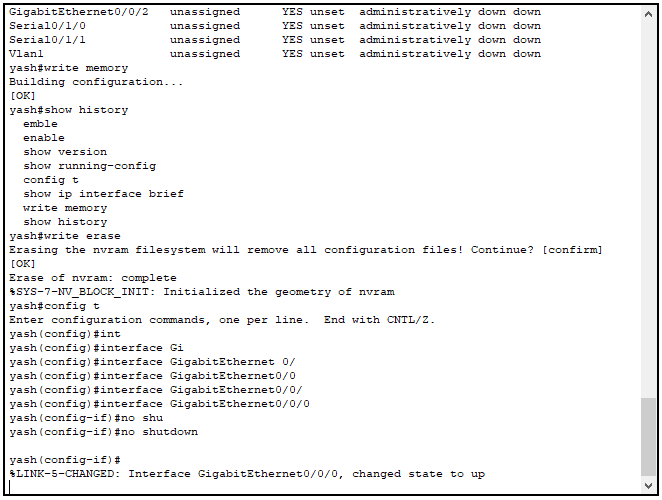 GigabitEthernet0/0/2   unassigned      YES unset  administratively down down
Serial0/1/0            unassigned      YES unset  administratively down down
Serial0/1/1            unassigned      YES unset  administratively down down
Vlan1                  unassigned      YES unset  administratively down down
yash#write memory
Building configuration...
[OK]
yash#show history
  emble
  enable
  show version
  show running-config
  config t
  show ip interface brief
  write memory
  show history
yash#write erase
Erasing the nvram filesystem will remove all configuration files! Continue? [confirm]
[OK]
Erase of nvram: complete
%SYS-7-NV_BLOCK_INIT: Initialized the geometry of nvram
yash#config t
Enter configuration commands, one per line.  End with CNTL/Z.
yash(config)#int
yash(config)#interface Gi
yash(config)#interface GigabitEthernet 0/
yash(config)#interface GigabitEthernet0/0
yash(config)#interface GigabitEthernet0/0/
yash(config)#interface GigabitEthernet0/0/0
yash(config-if)#no shu
yash(config-if)#no shutdown

yash(config-if)#
%LINK-5-CHANGED: Interface GigabitEthernet0/0/0, changed state to up